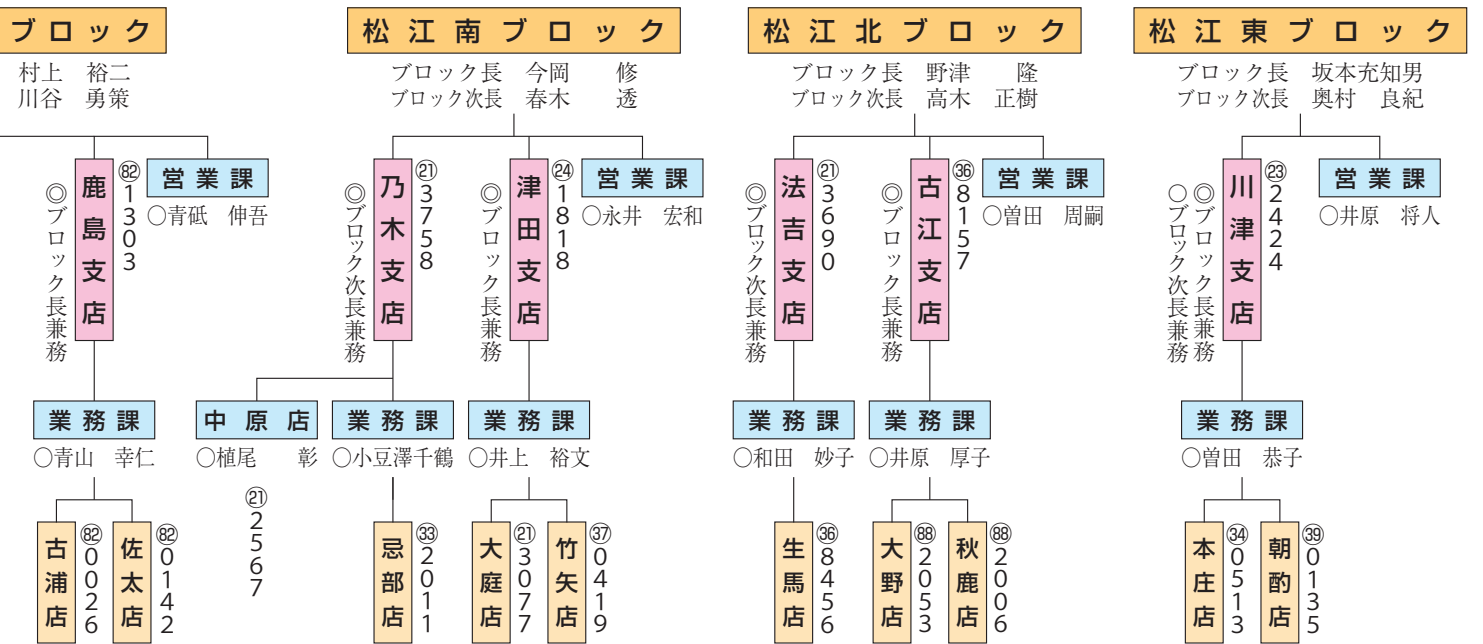 ブロック
村上　裕二
川谷　勇策
営業課
○青砥　伸吾
鹿島支店
㉘1303
◎ブロック次長兼務
業務課
○青山　幸仁
佐太店
㉘0142
古浦店
㉘0026
松江南ブロック
ブロック長　今岡　　修
ブロック次長　春木　　透
営業課
○永井　宏和
津田支店
㉔1818
◎ブロック長兼務
業務課
○井上　裕文
竹矢店
㊲0419
大庭店
㉑3077
乃木支店
㉑3758
◎ブロック次長兼務
業務課
○小豆澤千鶴
忌部店
㉝2011
中原店
○植尾　　彰
㉑2567
松江北ブロック
ブロック長　野津　　隆
ブロック次長　高木　正樹
営業課
○曽田　周嗣
古江支店
㊱8157
◎ブロック長兼務
業務課
○井原　厚子
秋鹿店
(88)2006
大野店
(88)2053
法吉支店
㉑3690
◎ブロック次長兼務
業務課
○和田　妙子
生馬店
㊱8456
松江東ブロック
ブロック長　坂本充知男
ブロック次長　奥村　良紀
営業課
○井原　将人
川津支店
㉓2424
◎ブロック長兼務
○ブロック次長兼務
業務課
○曽田　恭子
朝酌店
㊴0135
本庄店
㉞0513